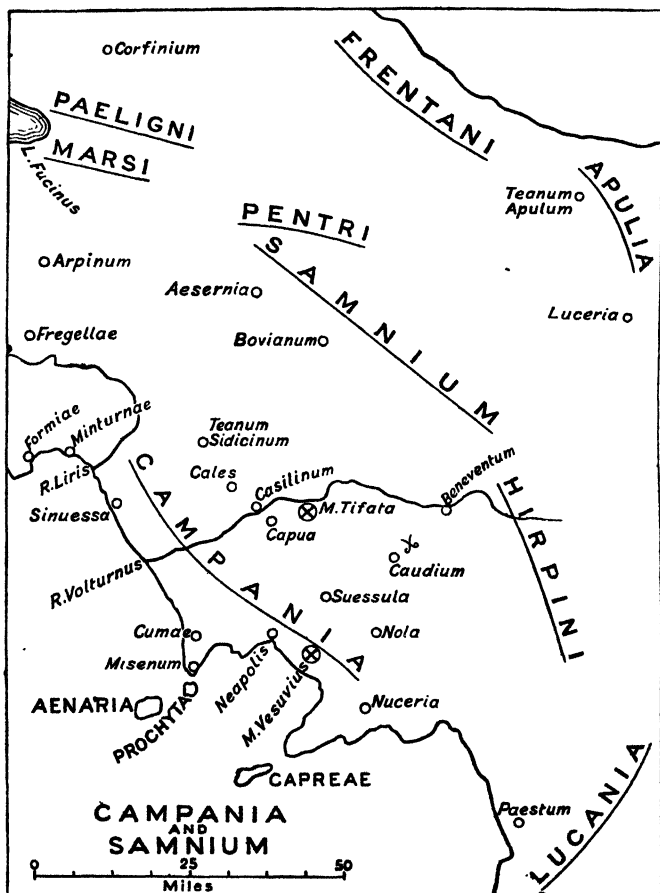 Corfinium
FRENTANI
PAELIGNI
MARSI
L. Fucinus
APULIA
Teanum
Apulum
PENTRI
SAMNIUM
Arpinum
Aesernia
Luceria
Fregellae
Bovianum
Formiae
Minturnae
Teanum
Sidicinum
R. Liris
CAMPANIA
Cales
Casilinum
Beneventum
HIRPINI
Sinuessa
M. Tifata
Capua
Caudium
R. Volturnus
Suessula
Cumae
Nola
Misenum
Neapolis
M. Vesuvius
AENARIA
PROCHYTA
Nuceria
CAPREAE
LUCANIA
Paestum
CAMPANIA
AND
SAMNIUM
0 25 50
Miles